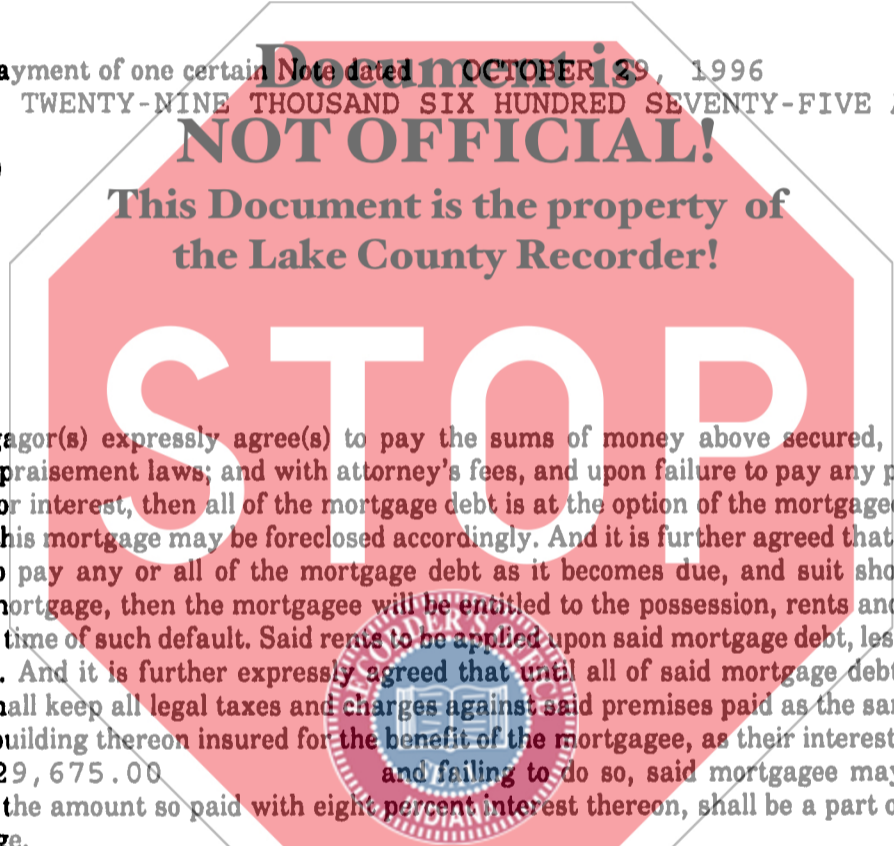 Document is
ayment of one certain Note dated OCTOBER 29, 1996
TWENTY-NINE THOUSAND SIX HUNDRED SEVENTY-FIVE
NOT OFFICIAL!
)
This Document is the property of
the Lake County Recorder!
STOP
gagor(s) expressly agree(s) to pay the sums of money above secured,
praisement laws; and with attorney's fees, and upon failure to pay any p
or interest, then all of the mortgage debt is at the option of the mortgage
his mortgage may be foreclosed accordingly. And it is further agreed that
o pay any or all of the mortgage debt as it becomes due, and suit sho
ortgage, then the mortgagee will be entitled to the possession, rents and
time of such default. Said rents to be applied upon said mortgage debt, les
. And it is further expressly agreed that until all of said mortgage debt
hall keep all legal taxes and charges against said premises paid as the sa
building thereon insured for the benefit of the mortgagee, as their interest
29,675.00 and failing to do so, said mortgagee may
the amount so paid with eight percent interest thereon, shall be a part o
ge.
RECORDER'S OFFICE
INDIANA